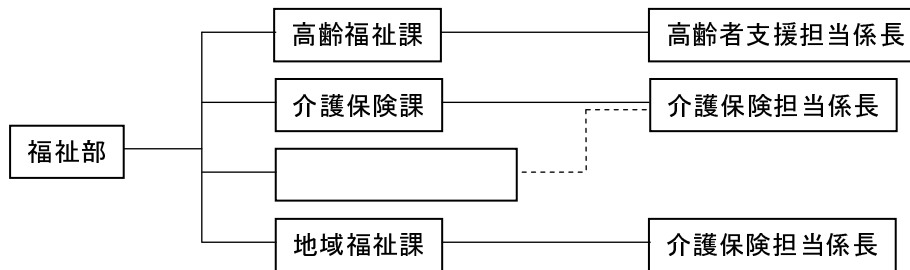 高齢福祉課
高齢者支援担当係長
介護保険課
介護保険担当係長
福祉部
地域福祉課
介護保険担当係長